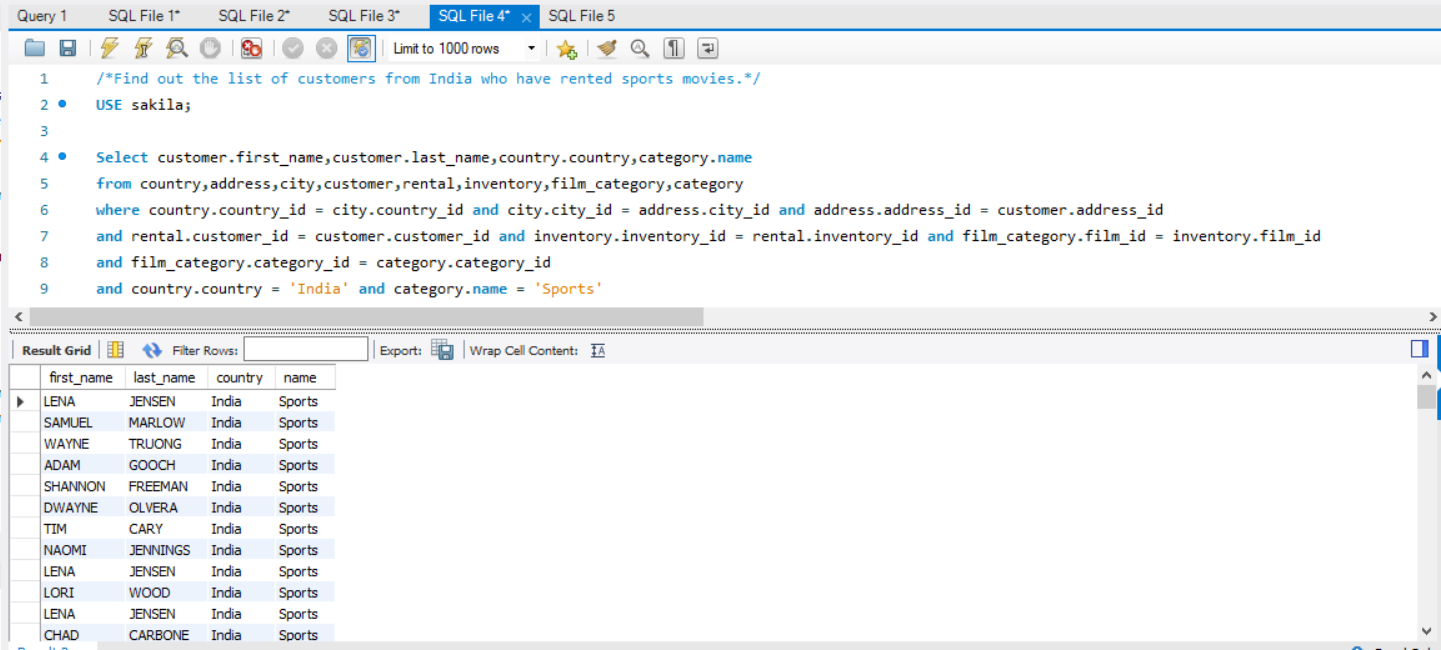 Query 1 SQL File 1* SQL File 2* SQL File 3* SQL File 4* × SQL File 5
Limit to 1000 rows
1 /*Find out the list of customers from India who have rented sports movies.*/
2 USE sakila;
3
4 Select customer.first_name,customer.last_name,country.country,category.name
5 from country,address,city,customer,rental,inventory,film_category,category
6 where country.country_id = city.country_id and city.city_id = address.city_id and address.address_id = customer.address_id
7 and rental.customer_id = customer.customer_id and inventory.inventory_id = rental.inventory_id and film_category.film_id = inventory.film_id
8 and film_category.category_id = category.category_id
9 and country.country = 'India' and category.name = 'Sports'
Result Grid Filter Rows: Export: Wrap Cell Content:
first_name last_name country name
LENA JENSEN India Sports
SAMUEL MARLOW India Sports
WAYNE TRUONG India Sports
ADAM GOOCH India Sports
SHANNON FREEMAN India Sports
DWAYNE OLVERA India Sports
TIM CARY India Sports
NAOMI JENNINGS India Sports
LENA JENSEN India Sports
LORI WOOD India Sports
LENA JENSEN India Sports
CHAD CARBONE India Sports